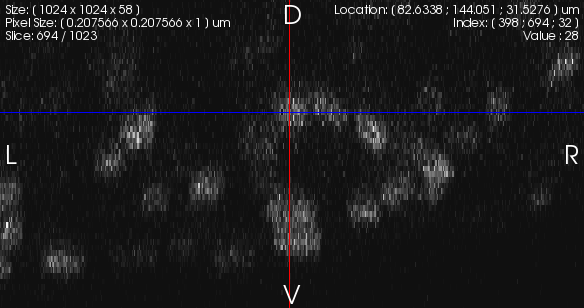 Size: ( 1024 x 1024 x 58 )
Pixel Size: ( 0.207566 x 0.207566 x 1 ) um
Slice: 694 / 1023
D
Location: ( 82.6338 ; 144.051 ; 31.5276 ) um
Index: ( 398 ; 694 ; 32 )
Value : 28
L
R
V